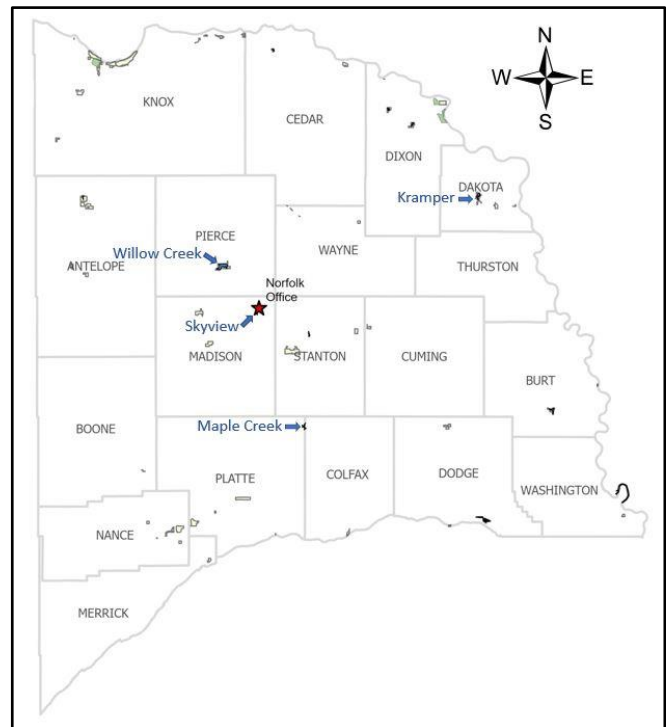 N
W
E
S
KNOX
CEDAR
DIXON
DAKOTA
Kramper
PIERCE
WAYNE
Willow Creek
ANTELOPE
THURSTON
Norfolk
Office
Skyview
MADISON
STANTON
CUMING
BURT
BOONE
Maple Creek
PLATTE
COLFAX
DODGE
WASHINGTON
NANCE
MERRICK